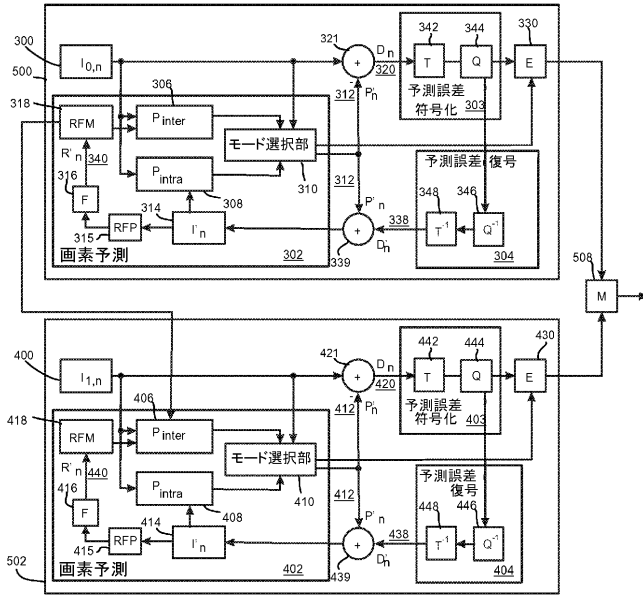 300
I0,n
500
318
RFM
306
Pinter
R'n
340
316
F
315
RFP
314
I'n
Pintra
308
モード選択部
310
画素予測
302
321
+
Dn
320
-
P'n
312
312
P'n
338
D'n
+
339
342
344
T
Q
予測誤差
符号化
303
330
E
予測誤差復号
348
346
T-1
Q-1
304
508
M
400
I1,n
418
RFM
406
Pinter
R'n
440
416
F
415
RFP
414
I'n
Pintra
408
モード選択部
410
画素予測
402
502
421
+
Dn
420
-
P'n
412
412
P'n
438
D'n
+
439
442
444
T
Q
予測誤差
符号化
403
430
E
予測誤差
復号
448
446
T-1
Q-1
404